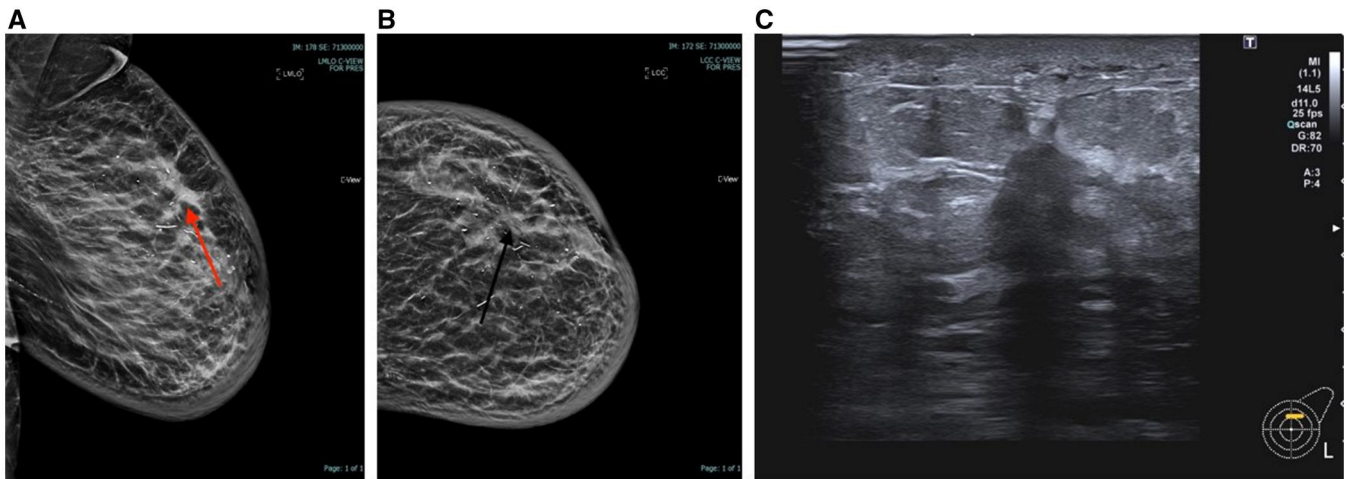 A
B
C
IM: 178 SE: 71300000
LMLO C-VIEW
FOR PRES
LMLO
C-View
Page: 1 of 1
IM: 172 SE: 71300000
LCC C-VIEW
FOR PRES
LCC
C-View
Page: 1 of 1
T
MI
(1.1)
14L5
d11.0
25 fps
Qscan
G:82
DR:70
A:3
P:4
L